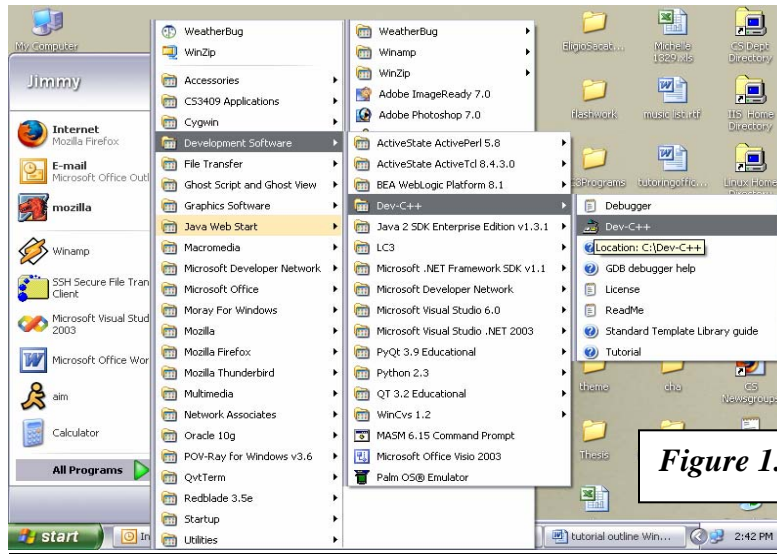 My Computer
Jimmy
Internet
Mozilla Firefox
E-mail
Microsoft Office Outl
mozilla
Winamp
SSH Secure File Tran
Client
Microsoft Visual Stud
2003
Microsoft Office Wor
aim
Calculator
All Programs
start
In
WeatherBug
WinZip
Accessories
CS3409 Applications
Cygwin
Development Software
File Transfer
Ghost Script and Ghost View
Graphics Software
Java Web Start
Macromedia
Microsoft Developer Network
Microsoft Office
Moray For Windows
Mozilla
Mozilla Firefox
Mozilla Thunderbird
Multimedia
Network Associates
Oracle 10g
POV-Ray for Windows v3.6
QvtTerm
Redblade 3.5e
Startup
Utilities
WeatherBug
Winamp
WinZip
Adobe ImageReady 7.0
Adobe Photoshop 7.0
ActiveState ActivePerl 5.8
ActiveState ActiveTcl 8.4.3.0
BEA WebLogic Platform 8.1
Dev-C++
Java 2 SDK Enterprise Edition v1.3.1
LC3
Microsoft .NET Framework SDK v1.1
Microsoft Developer Network
Microsoft Visual Studio 6.0
Microsoft Visual Studio .NET 2003
PyQt 3.9 Educational
Python 2.3
QT 3.2 Educational
WinCvs 1.2
MASM 6.15 Command Prompt
Microsoft Office Visio 2003
Palm OS® Emulator
Debugger
Dev-C++
Location: C:\Dev-C++
GDB debugger help
License
ReadMe
Standard Template Library guide
Tutorial
EligioSacat...
Michelle
1329.xls
CS Dept
Directory
flashwork
music list.rtf
IIS Home
Directory
tutoringoffic...
Linux Home
theme
cha
CS
Newsgroups
Thesis
Figure 1.
tutorial outline Win...
2:42 PM